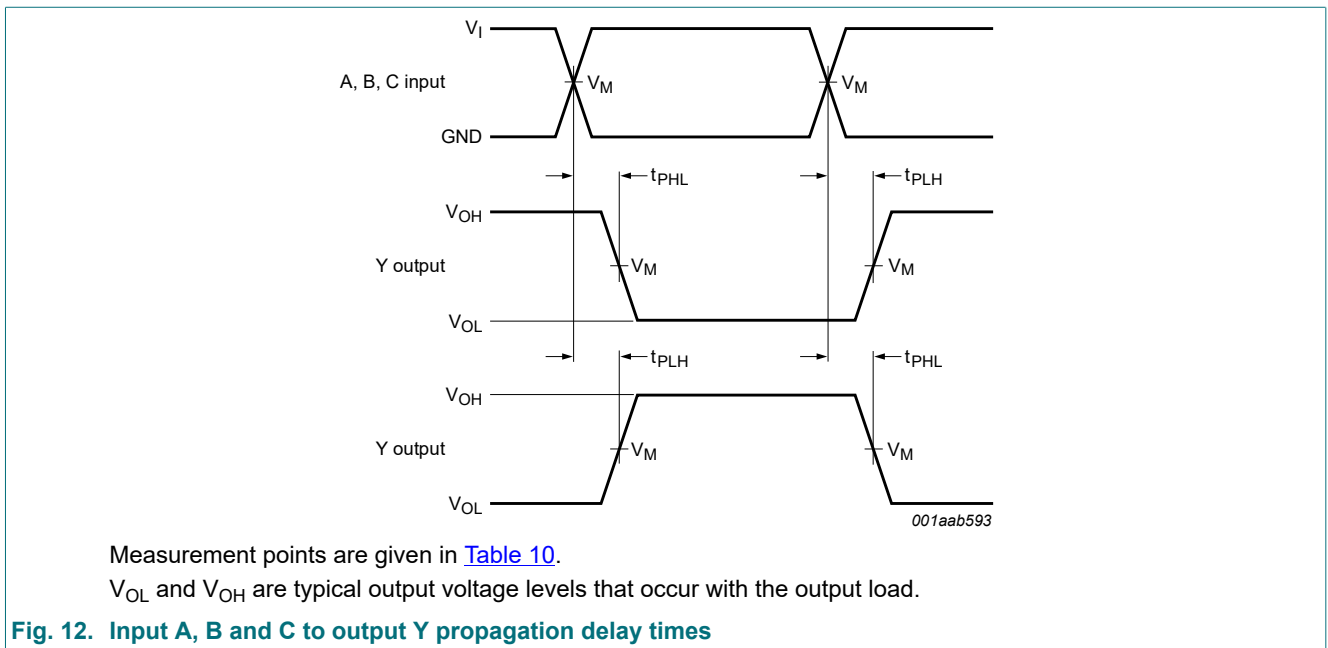 VI
A, B, C input
VM
VM
GND
tPHL
tPLH
VOH
Y output
VM
VM
VOL
tPLH
tPHL
VOH
Y output
VM
VM
VOL
001aab593
Measurement points are given in Table 10.
VOL and VOH are typical output voltage levels that occur with the output load.
Fig. 12. Input A, B and C to output Y propagation delay times